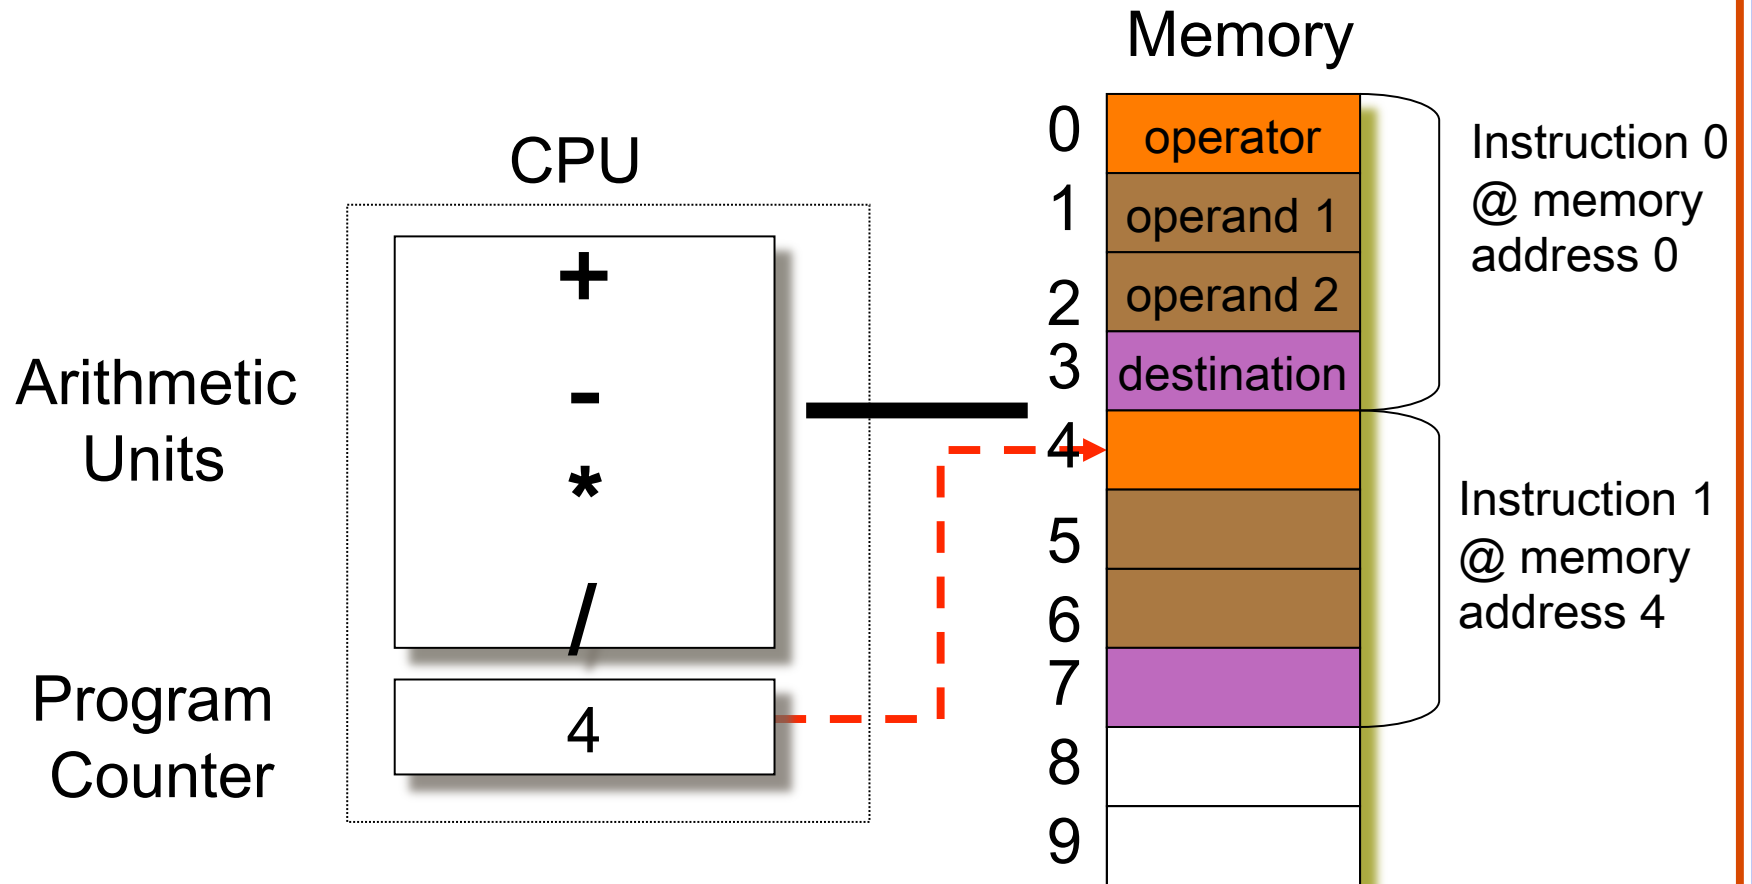 Memory
CPU
Arithmetic
Units
+
-
*
/
Program
Counter
4
0
operator
1
operand 1
2
operand 2
3
destination
4
5
6
7
8
9
Instruction 0
@ memory
address 0
Instruction 1
@ memory
address 4